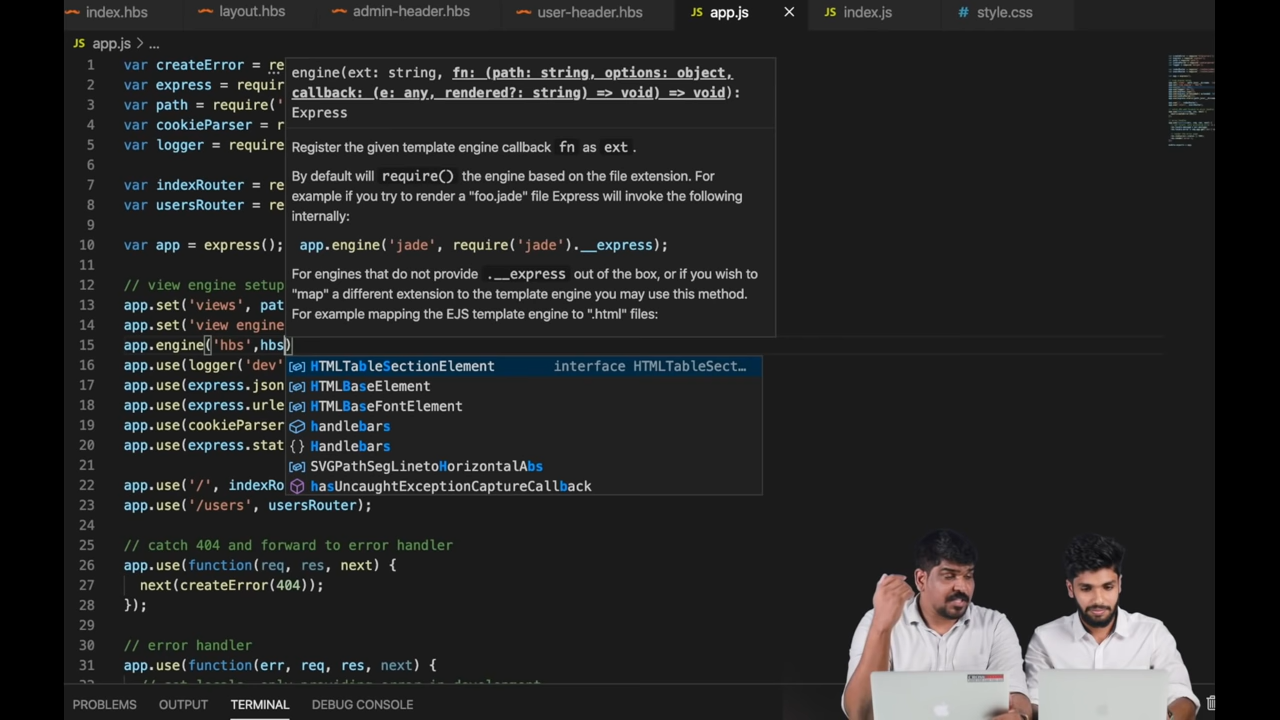 index.hbs layout.hbs admin-header.hbs user-header.hbs JS app.js × JS index.js # style.css
JS app.js > ...
1 var createError = re
2 var express = requir
3 var path = require('
4 var cookieParser = r
5 var logger = require
6
7 var indexRouter = re
8 var usersRouter = re
9
10 var app = express();
11
12 // view engine setup
13 app.set('views', pat
14 app.set('view engine
15 app.engine('hbs',hbs)
16 app.use(logger('dev'
17 app.use(express.json
18 app.use(express.urle
19 app.use(cookieParser
20 app.use(express.stat
21
22 app.use('/', indexRo
23 app.use('/users', usersRouter);
24
25 // catch 404 and forward to error handler
26 app.use(function(req, res, next) {
27 next(createError(404));
28 });
29
30 // error handler
31 app.use(function(err, req, res, next) {
engine(ext: string, fn: (path: string, options: object,
callback: (e: any, rendered?: string) => void) => void):
Express
Register the given template engine callback fn as ext.
By default will require() the engine based on the file extension. For
example if you try to render a "foo.jade" file Express will invoke the following
internally:
app.engine('jade', require('jade').__express);
For engines that do not provide .__express out of the box, or if you wish to
"map" a different extension to the template engine you may use this method.
For example mapping the EJS template engine to ".html" files:
HTMLTableSectionElement interface HTMLTableSect…
HTMLBaseElement
HTMLBaseFontElement
handlebars
{} Handlebars
SVGPathSegLinetoHorizontalAbs
hasUncaughtExceptionCaptureCallback
PROBLEMS OUTPUT TERMINAL DEBUG CONSOLE